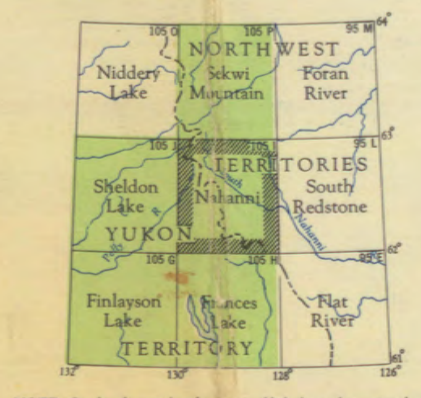 105 O 105 P 95 M 64°
NORTHWEST
Niddery Sekwi Foran
Lake Mountain River
63°
105 J 105 95 L
TERRITORIES
Sheldon South South
Lake Nahanni Redstone
Pelly R Nahanni
YUKON
62°
105 G 105 H 95 E
Finlayson Frances Flat
Lake Lake River
TERRITORY
61°
132° 130° 128° 126°